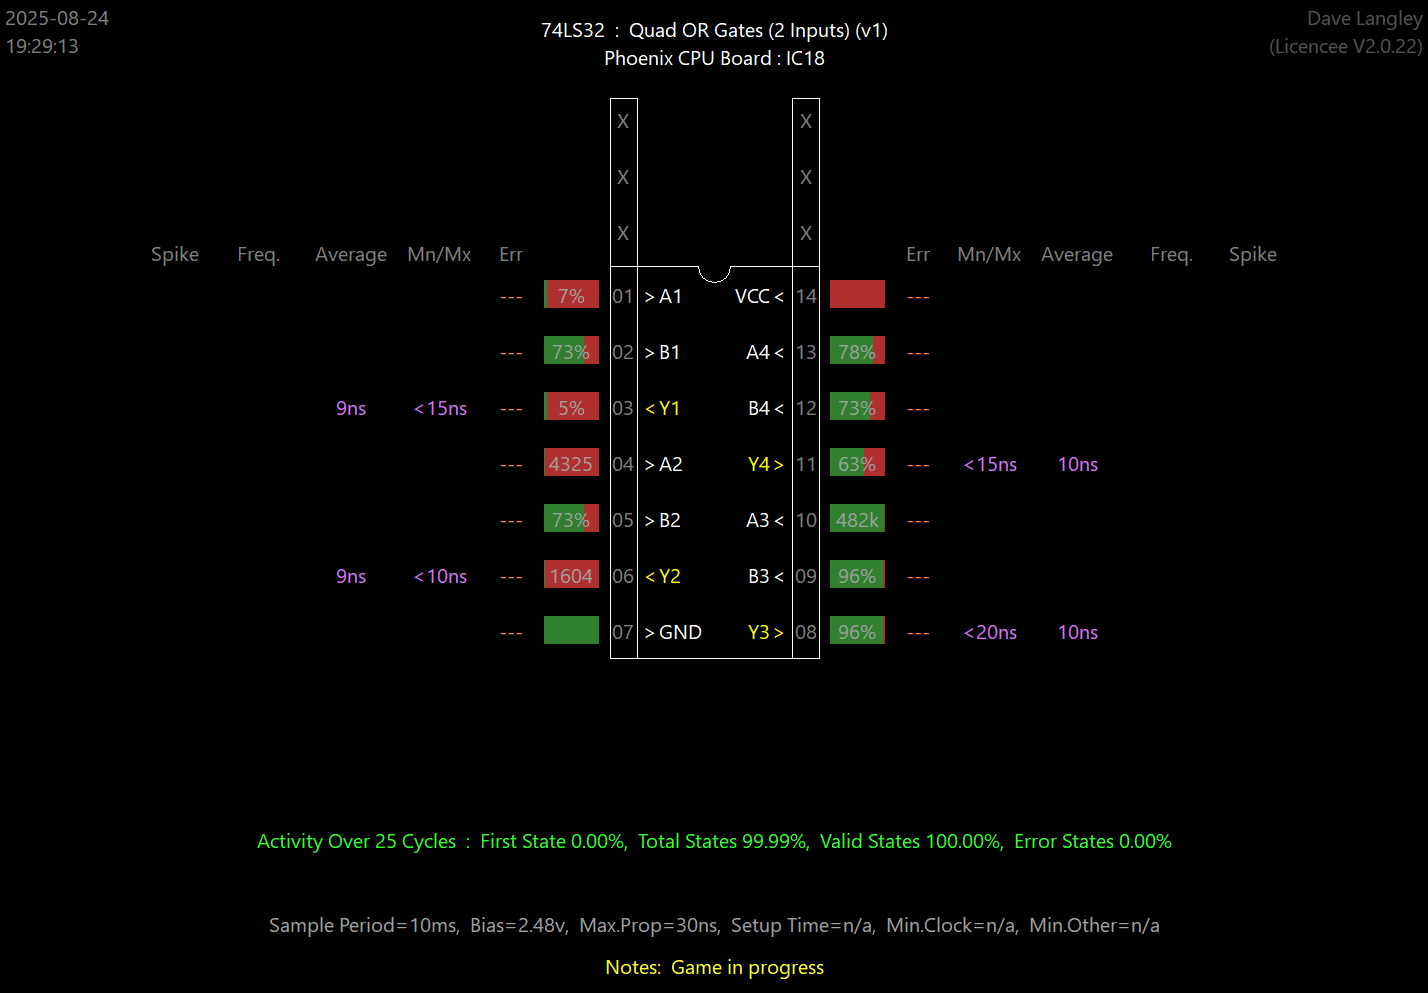 2025-08-24
19:29:13
74LS32 : Quad OR Gates (2 Inputs) (v1)
Phoenix CPU Board : IC18
Dave Langley
(Licencee V2.0.22)
X X
X X
X X
Spike Freq. Average Mn/Mx Err Err Mn/Mx Average Freq. Spike
--- 7% 01 > A1 VCC < 14 ---
--- 73% 02 > B1 A4 < 13 78% ---
9ns <15ns --- 5% 03 < Y1 B4 < 12 73% ---
--- 4325 04 > A2 Y4 > 11 63% --- <15ns 10ns
--- 73% 05 > B2 A3 < 10 482k ---
9ns <10ns --- 1604 06 < Y2 B3 < 09 96% ---
--- 07 > GND Y3 > 08 96% --- <20ns 10ns
Activity Over 25 Cycles : First State 0.00%, Total States 99.99%, Valid States 100.00%, Error States 0.00%
Sample Period=10ms, Bias=2.48v, Max.Prop=30ns, Setup Time=n/a, Min.Clock=n/a, Min.Other=n/a
Notes: Game in progress